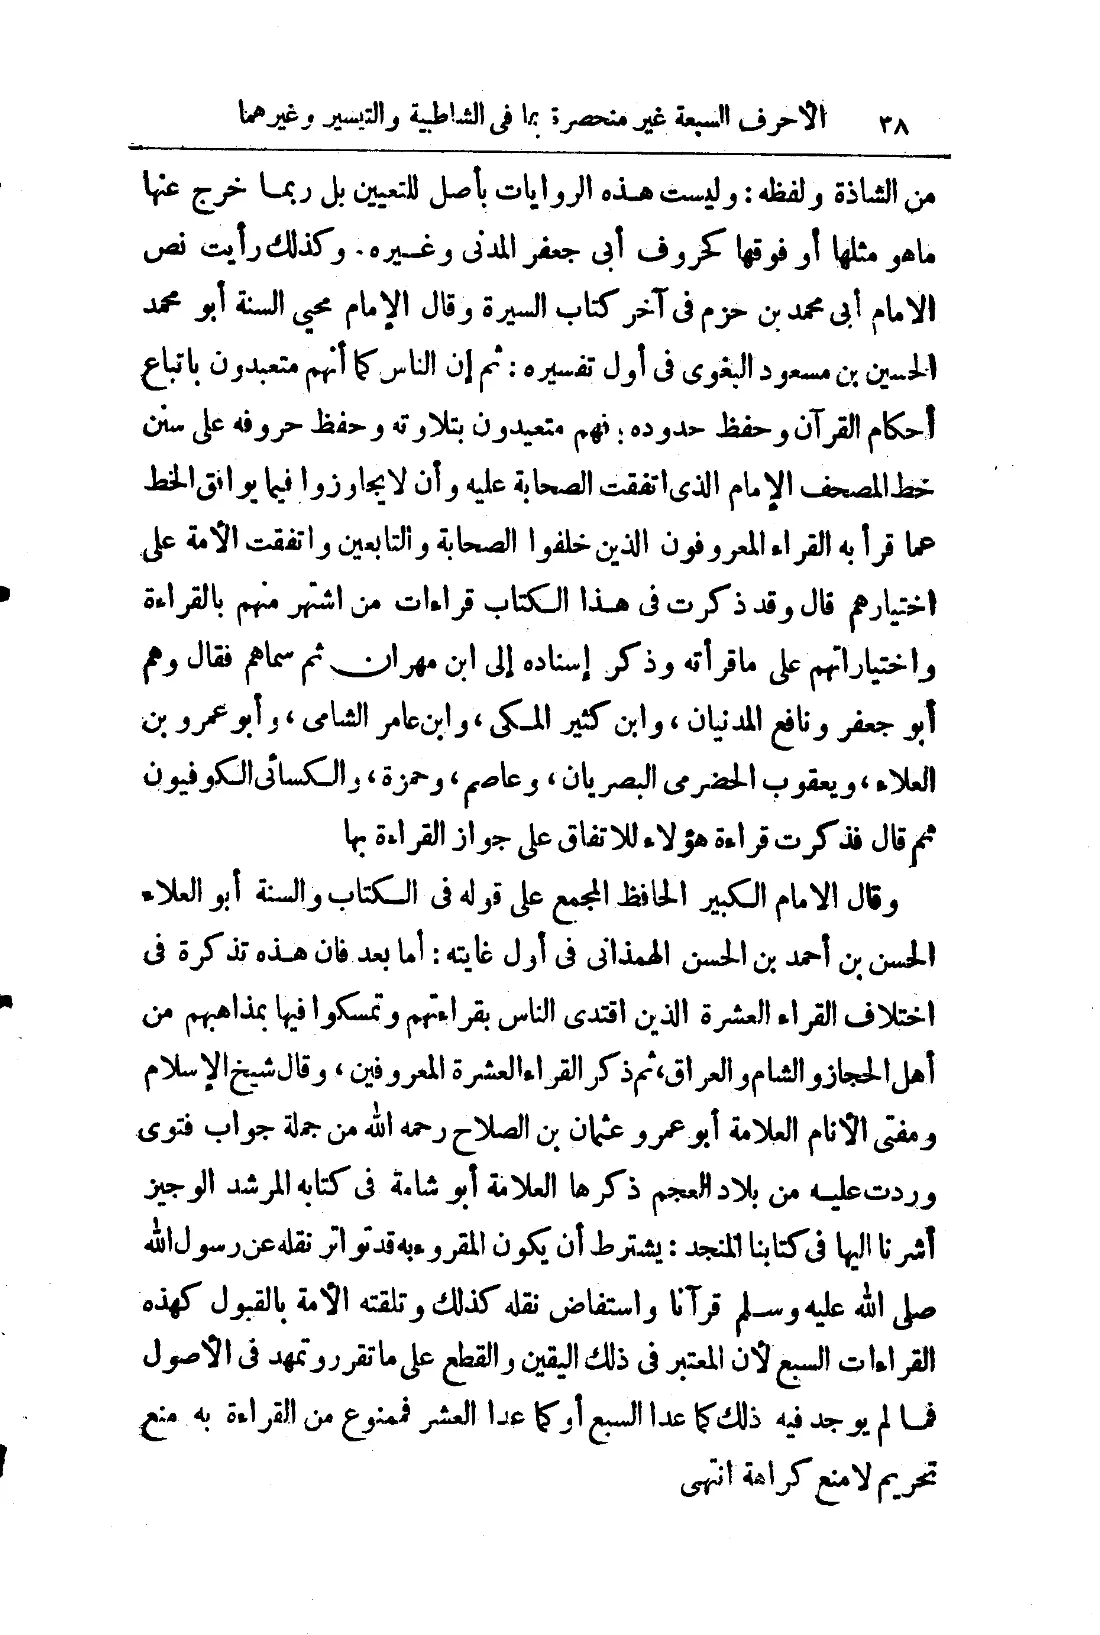 ٣٨ الأحرف السبعة غير منحصرة بما فى الشاطبية والتيسير وغيرهما
من الشاذة ولفظه : وليست هذه الروايات بأصل للتعيين بل ربما خرج عنها
ماهو مثلها أو فوقها كحروف أبى جعفر المدنى وغيره . وكذلك رأيت نص
الامام أبى محمد بن حزم فى آخر كتاب السيرة وقال الإمام محيى السنة أبو محمد
الحسين بن مسعود البغوى فى أول تفسيره : ثم إن الناس كما أنهم متعبدون باتباع
أحكام القرآن وحفظ حدوده ؛ فهم متعبدون بتلاوته وحفظ حروفه على سنن
خط المصحف الإمام الذى اتفقت الصحابة عليه وأن لايجاوزوا فيما يوافق الخط
عما قرأ به القراء المعروفون الذين خلفوا الصحابة والتابعين واتفقت الأمة على
اختيارهم قال وقد ذكرت فى هذا الكتاب قراءات من اشتهر منهم بالقراءة
واختياراتهم على ماقرأته وذكر إسناده إلى ابن مهران ثم سماهم فقال وهم
أبو جعفر ونافع المدنيان ، وابن كثير المكى ، وابن عامر الشامى ، وأبو عمرو بن
العلاء ، ويعقوب الحضرمى البصريان ، وعاصم ، وحمزة ، والكسائى الكوفيون
ثم قال فذكرت قراءة هؤلاء للاتفاق على جواز القراءة بها
وقال الامام الكبير الحافظ المجمع على قوله فى الكتاب والسنة أبو العلاء
الحسن بن أحمد بن الحسن الهمذانى فى أول غايته : أما بعد فان هذه تذكرة فى
اختلاف القراء العشرة الذين اقتدى الناس بقراءتهم وتمسكوا فيها بمذاهبهم من
أهل الحجاز والشام والعراق، ثم ذكر القراء العشرة المعروفين ، وقال شيخ الإسلام
ومفتى الأنام العلامة أبو عمرو عثمان بن الصلاح رحمه الله من جملة جواب فتوى
وردت عليه من بلاد العجم ذكرها العلامة أبو شامة فى كتابه المرشد الوجيز
أشرنا اليها فى كتابنا المنجد : يشترط أن يكون المقروء به قد تواتر نقله عن رسول الله
صلى الله عليه وسلم قرآنا واستفاض نقله كذلك وتلقته الأمة بالقبول كهذه
القراءات السبع لأن المعتبر فى ذلك اليقين والقطع على ماتقرر وتمهد فى الأصول
فما لم يوجد فيه ذلك كما عدا السبع أو كما عدا العشر فممنوع من القراءة به منع
تحريم لامنع كراهة انتهى